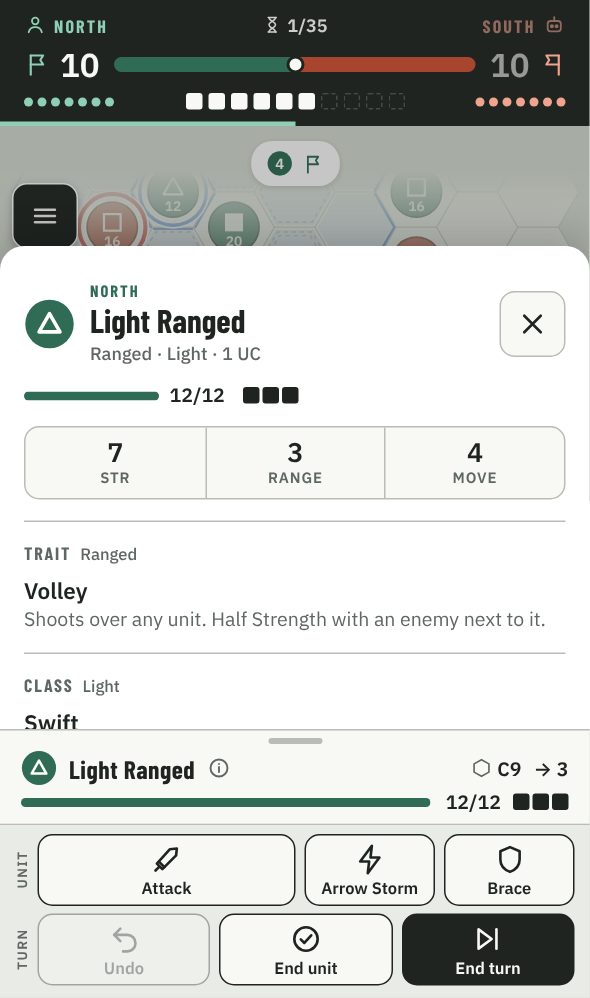 NORTH
1/35
SOUTH
10
10
4
12
16
16
20
NORTH
Light Ranged
Ranged · Light · 1 UC
12/12
7
3
4
STR
RANGE
MOVE
TRAIT Ranged
Volley
Shoots over any unit. Half Strength with an enemy next to it.
CLASS Light
Swift
Light Ranged
C9 → 3
12/12
UNIT
Attack
Arrow Storm
Brace
TURN
Undo
End unit
End turn